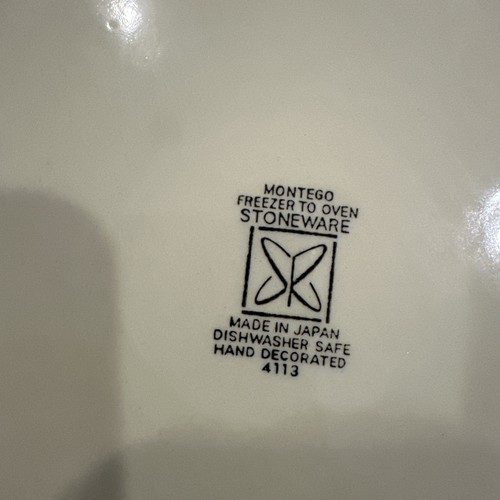 MONTEGO
FREEZER TO OVEN
STONEWARE
MADE IN JAPAN
DISHWASHER SAFE
HAND DECORATED
4113